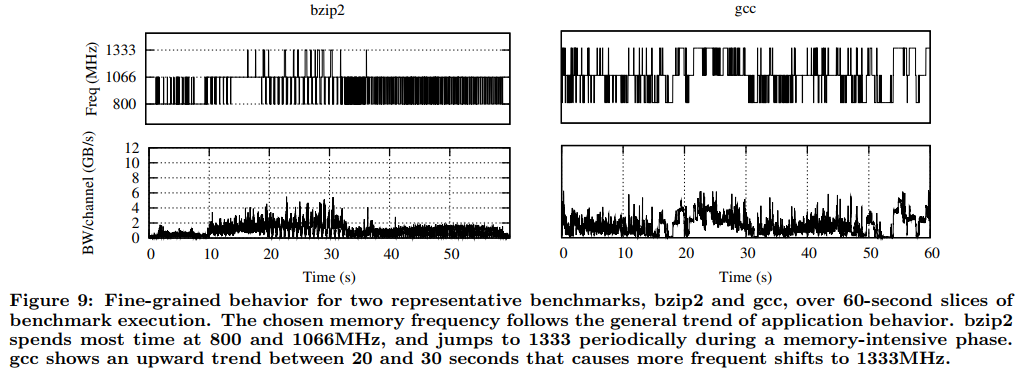 bzip2
gcc
Freq (MHz)
1333
1066
800
BW/channel (GB/s)
12
10
8
6
4
2
0
0 10 20 30 40 50
0 10 20 30 40 50 60
Time (s)
Time (s)
Figure 9: Fine-grained behavior for two representative benchmarks, bzip2 and gcc, over 60-second slices of
benchmark execution. The chosen memory frequency follows the general trend of application behavior. bzip2
spends most time at 800 and 1066MHz, and jumps to 1333 periodically during a memory-intensive phase.
gcc shows an upward trend between 20 and 30 seconds that causes more frequent shifts to 1333MHz.